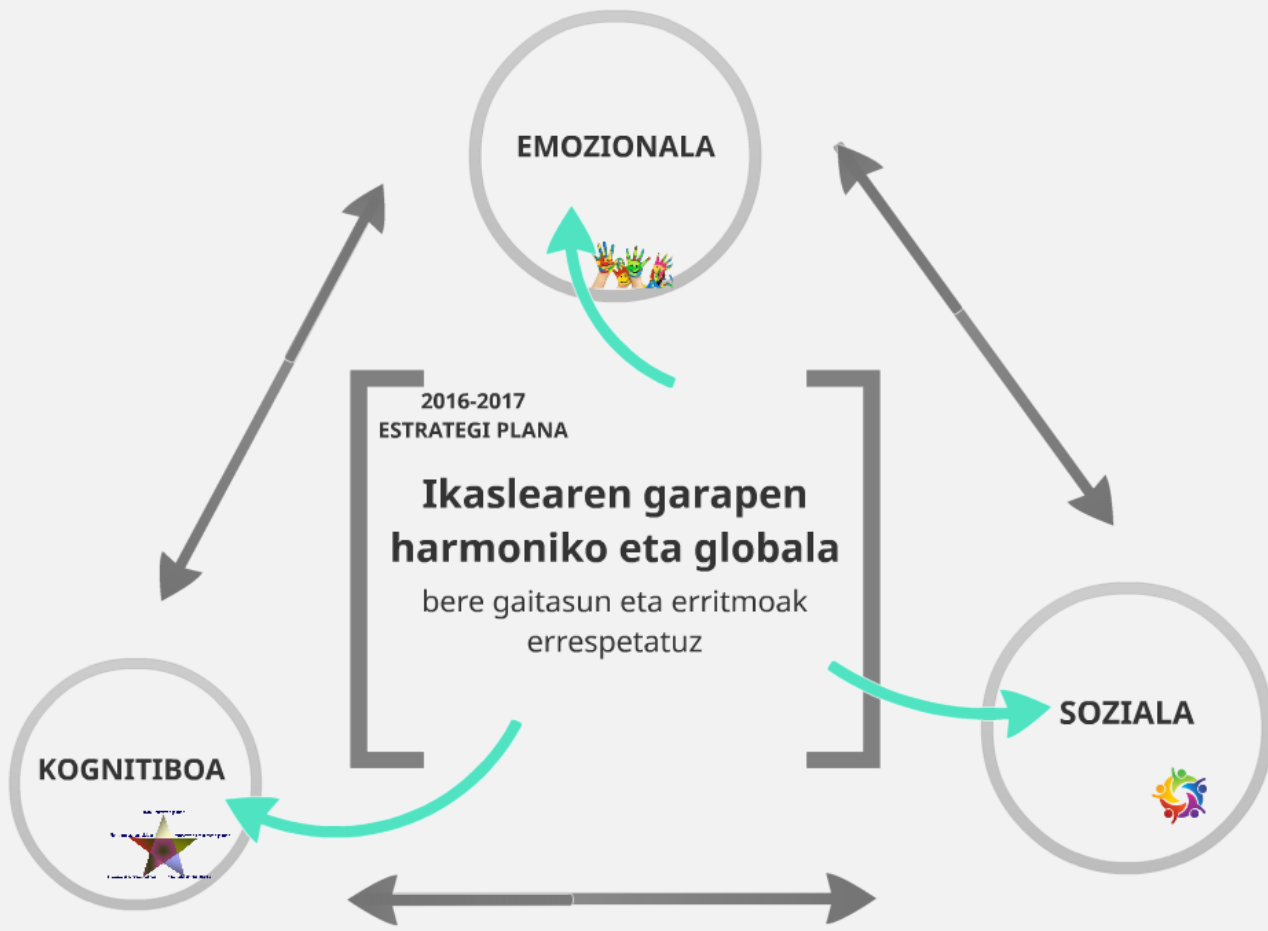 EMOZIONALA
2016-2017
ESTRATEGI PLANA
Ikaslearen garapen
harmoniko eta globala
bere gaitasun eta erritmoak
errespetatuz
SOZIALA
KOGNITIBOA